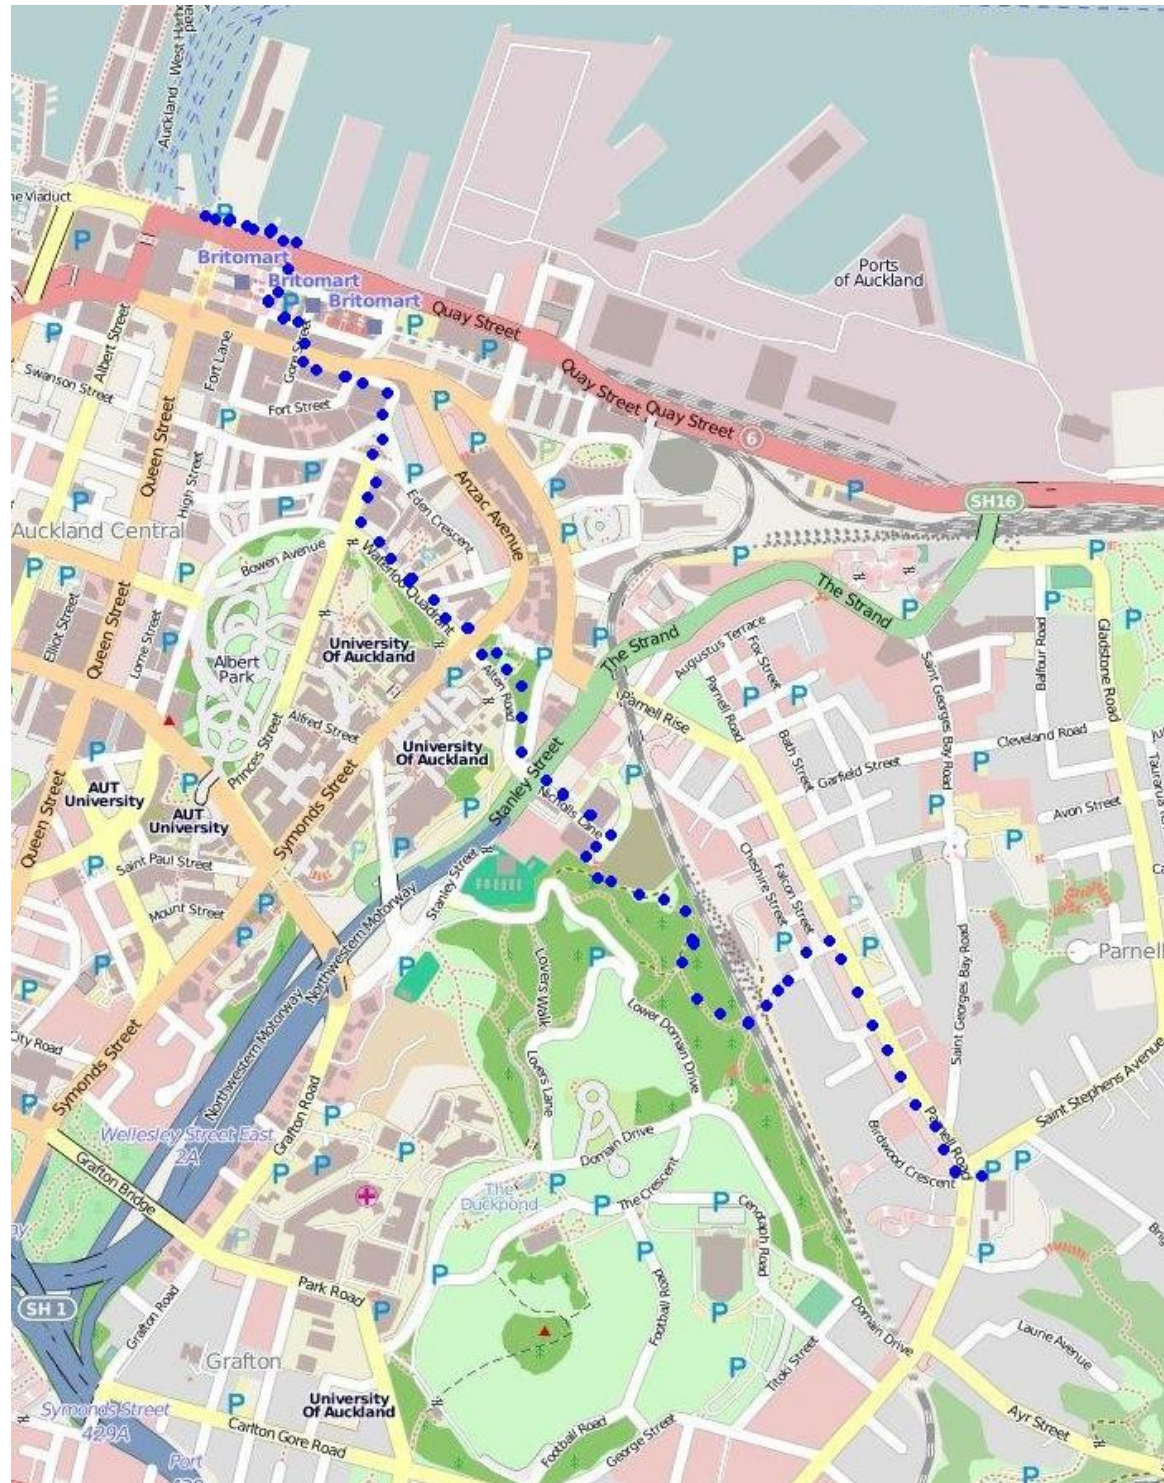 Auckland - West Harbo
ead
he Viaduct
P
P
Britomart
Britomart
Britomart
P
P
P
P
Ports
of Auckland
Quay Street
Quay Street
Quay Street
6
Albert Street
Fort Lane
Gore Street
Swanson Street
Fort Street
P
P
P
Queen Street
High Street
P
P
P
P
P
P
P
Eden Crescent
Anzac Avenue
SH16
Auckland Central
Bowen Avenue
Waterloo Quadrant
P
P
P
P
P
P
P
The Strand
The Strand
Elliot Street
Queen Street
Lorne Street
P
Albert
Park
University
Of Auckland
P
P
P
P
Alten Road
Augustus Terrace
Fox Street
Parnell Road
P
P
Saint Georges Bay Road
Balfour Road
Gladstone Road
Parnell Rise
Bath Street
Cleveland Road
Garfield Street
Avon Street
Taurarua
P
P
P
Alfred Street
Princes Street
University
Of Auckland
Stanley Street
Nicholls Lane
P
P
AUT
University
AUT
University
P
P
Queen Street
Symonds Street
Saint Paul Street
P
P
P
Mount Street
P
P
P
P
Stanley Street
Northwestern Motorway
Cheshire Street
Falcon Street
P
P
P
Parnell
Saint Georges Bay Road
Lovers Walk
P
P
Lower Domain Drive
City Road
Symonds Street
Northwestern Motorway
Lovers Lane
P
Grafton Road
P
Wellesley Street East
2A
Grafton Bridge
P
P
P
Domain Drive
Saint Stephens Avenue
Parnell Road
Birdwood Crescent
P
P
The
Duckpond
P
P
The Crescent
P
Cenotaph Road
P
P
P
ay
SH 1
Park Road
P
P
Football Road
P
Domain Drive
Grafton Road
Grafton
P
Titoki Street
Laurie Avenue
Symonds Street
429A
P
University
Of Auckland
Carlton Gore Road
Football Road
George Street
Ayr Street
Port
P